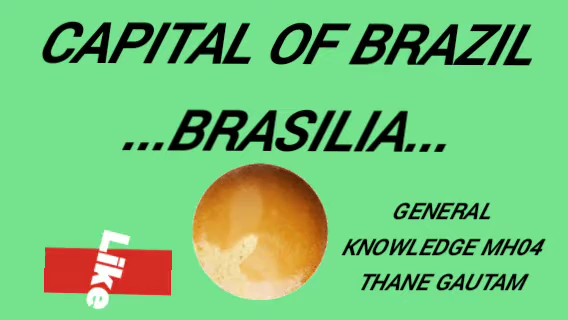 CAPITAL OF BRAZIL
...BRASILIA...
GENERAL
KNOWLEDGE MH04
THANE GAUTAM
Like